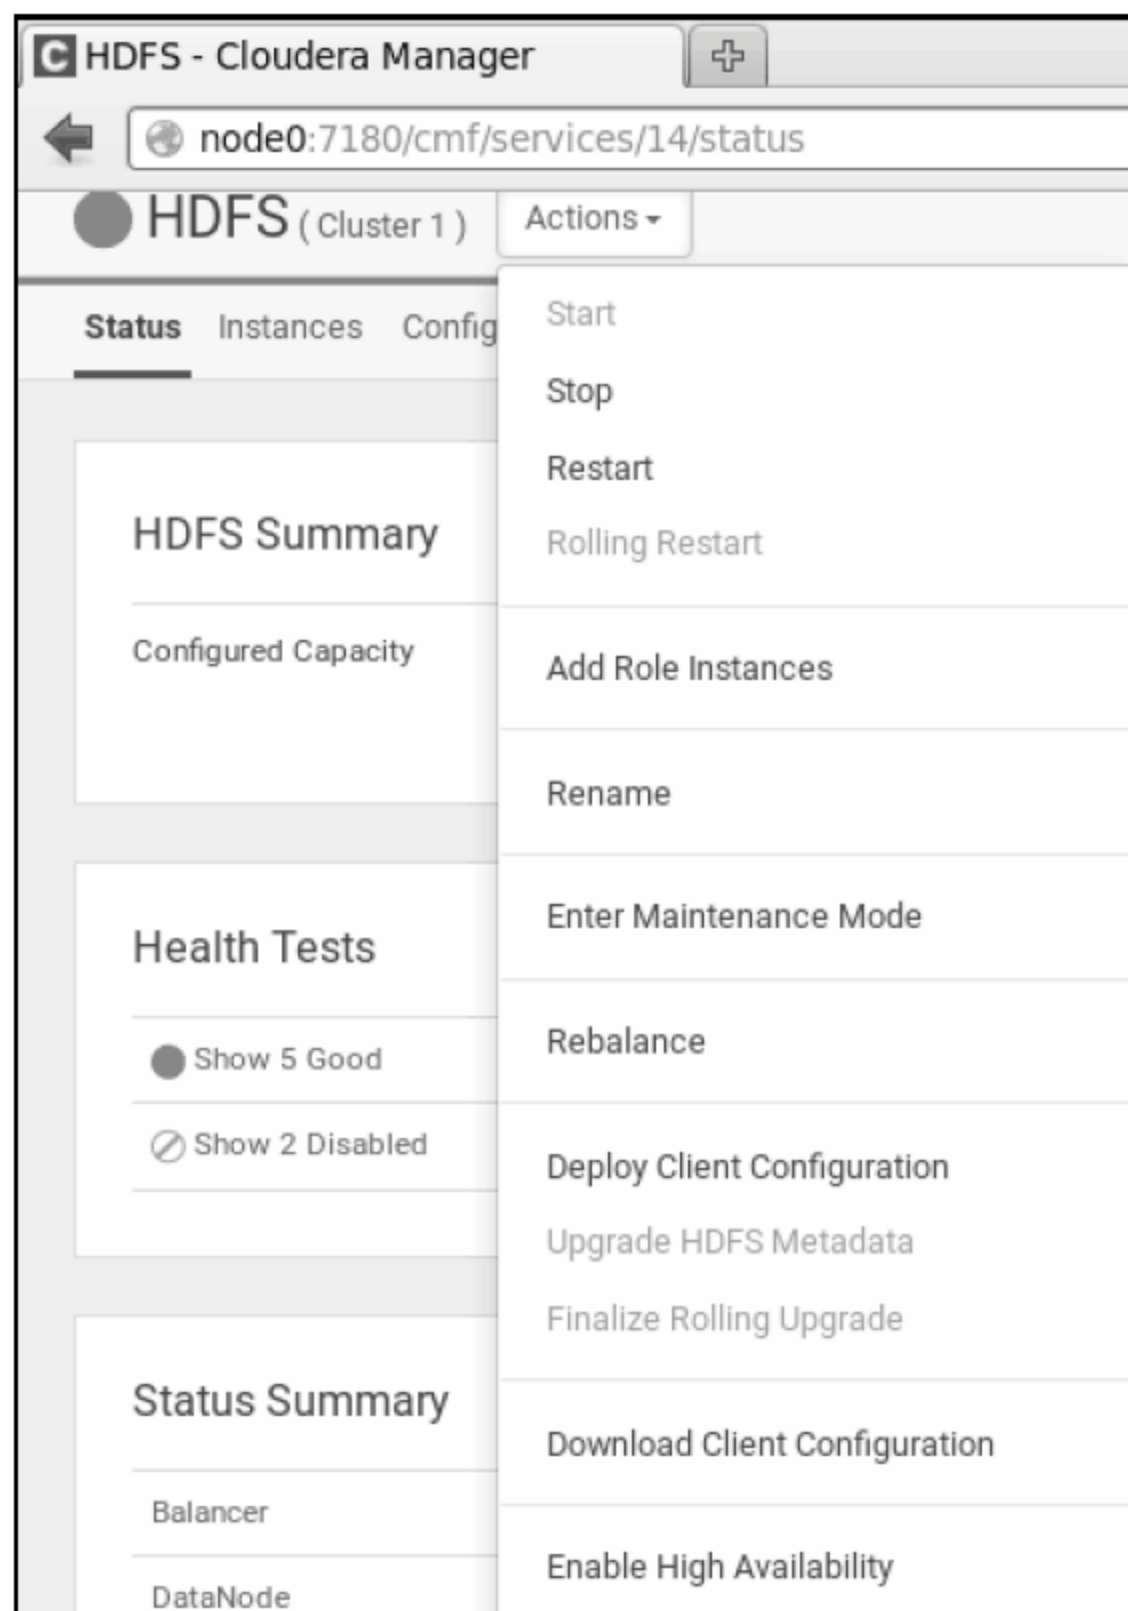 C HDFS - Cloudera Manager
node0:7180/cmf/services/14/status
HDFS ( Cluster 1 ) Actions
Status Instances Config
Start
Stop
Restart
Rolling Restart
Add Role Instances
Rename
Enter Maintenance Mode
Rebalance
Deploy Client Configuration
Upgrade HDFS Metadata
Finalize Rolling Upgrade
Download Client Configuration
Enable High Availability
HDFS Summary
Configured Capacity
Health Tests
Show 5 Good
Show 2 Disabled
Status Summary
Balancer
DataNode